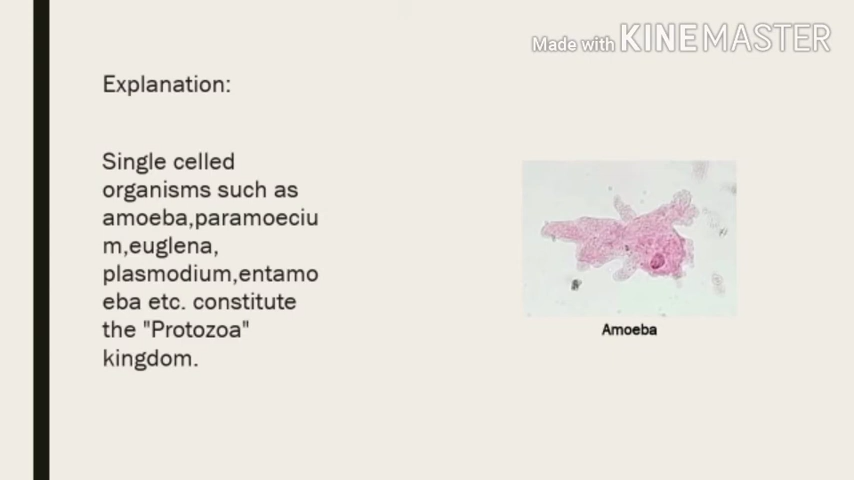 Made with KINEMASTER
Explanation:
Single celled
organisms such as
amoeba,paramoeciu
m,euglena,
plasmodium,entamo
eba etc. constitute
the "Protozoa"
kingdom.
Amoeba